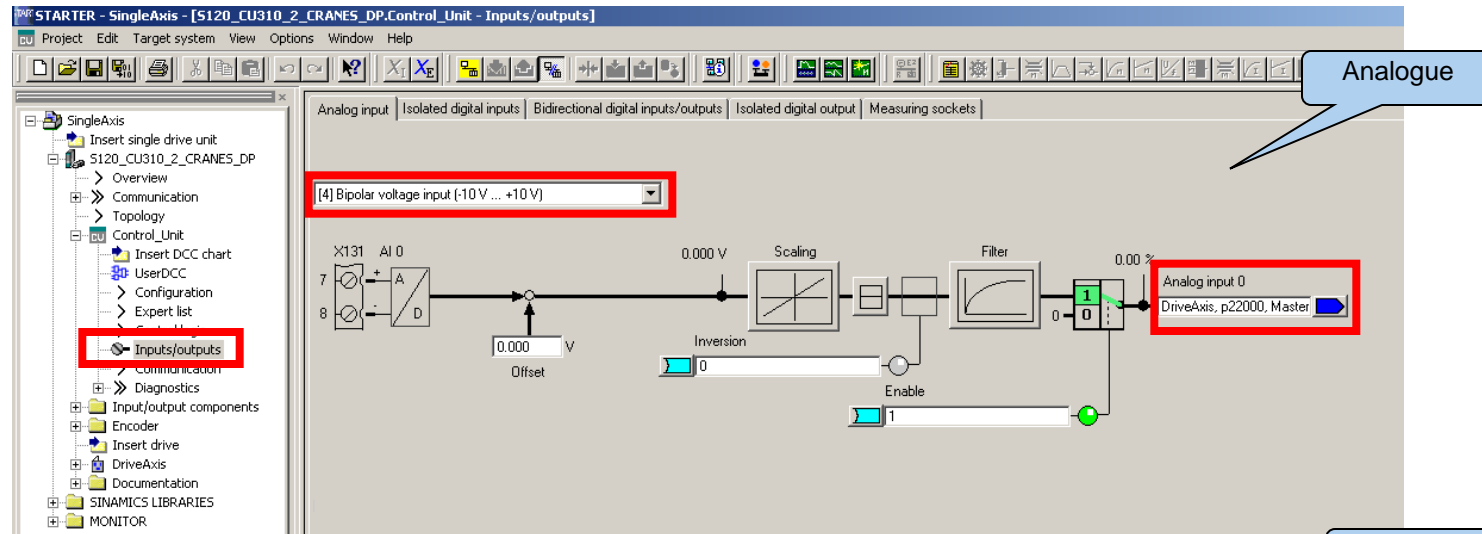 STARTER - SingleAxis - [S120_CU310_2_CRANES_DP.Control_Unit - Inputs/outputs]
Project Edit Target system View Options Window Help
Analogue
SingleAxis
Insert single drive unit
S120_CU310_2_CRANES_DP
Overview
Communication
Topology
Control_Unit
Insert DCC chart
UserDCC
Configuration
Expert list
Inputs/outputs
Communication
Diagnostics
Input/output components
Encoder
Insert drive
DriveAxis
Documentation
SINAMICS LIBRARIES
MONITOR
Analog input Isolated digital inputs Bidirectional digital inputs/outputs Isolated digital output Measuring sockets
[4] Bipolar voltage input (-10 V ... +10 V)
X131 AI 0
0.000 V
Scaling
Filter
0.00 %
Analog input 0
DriveAxis, p22000, Master
7 + A
8 - D
1
0 0
0.000 V
Offset
Inversion
0
Enable
1